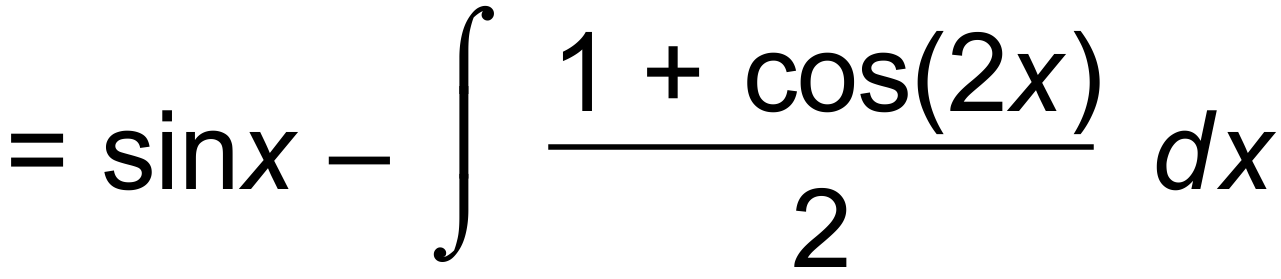 = sinx – ∫ (1 + cos(2x))/2 dx